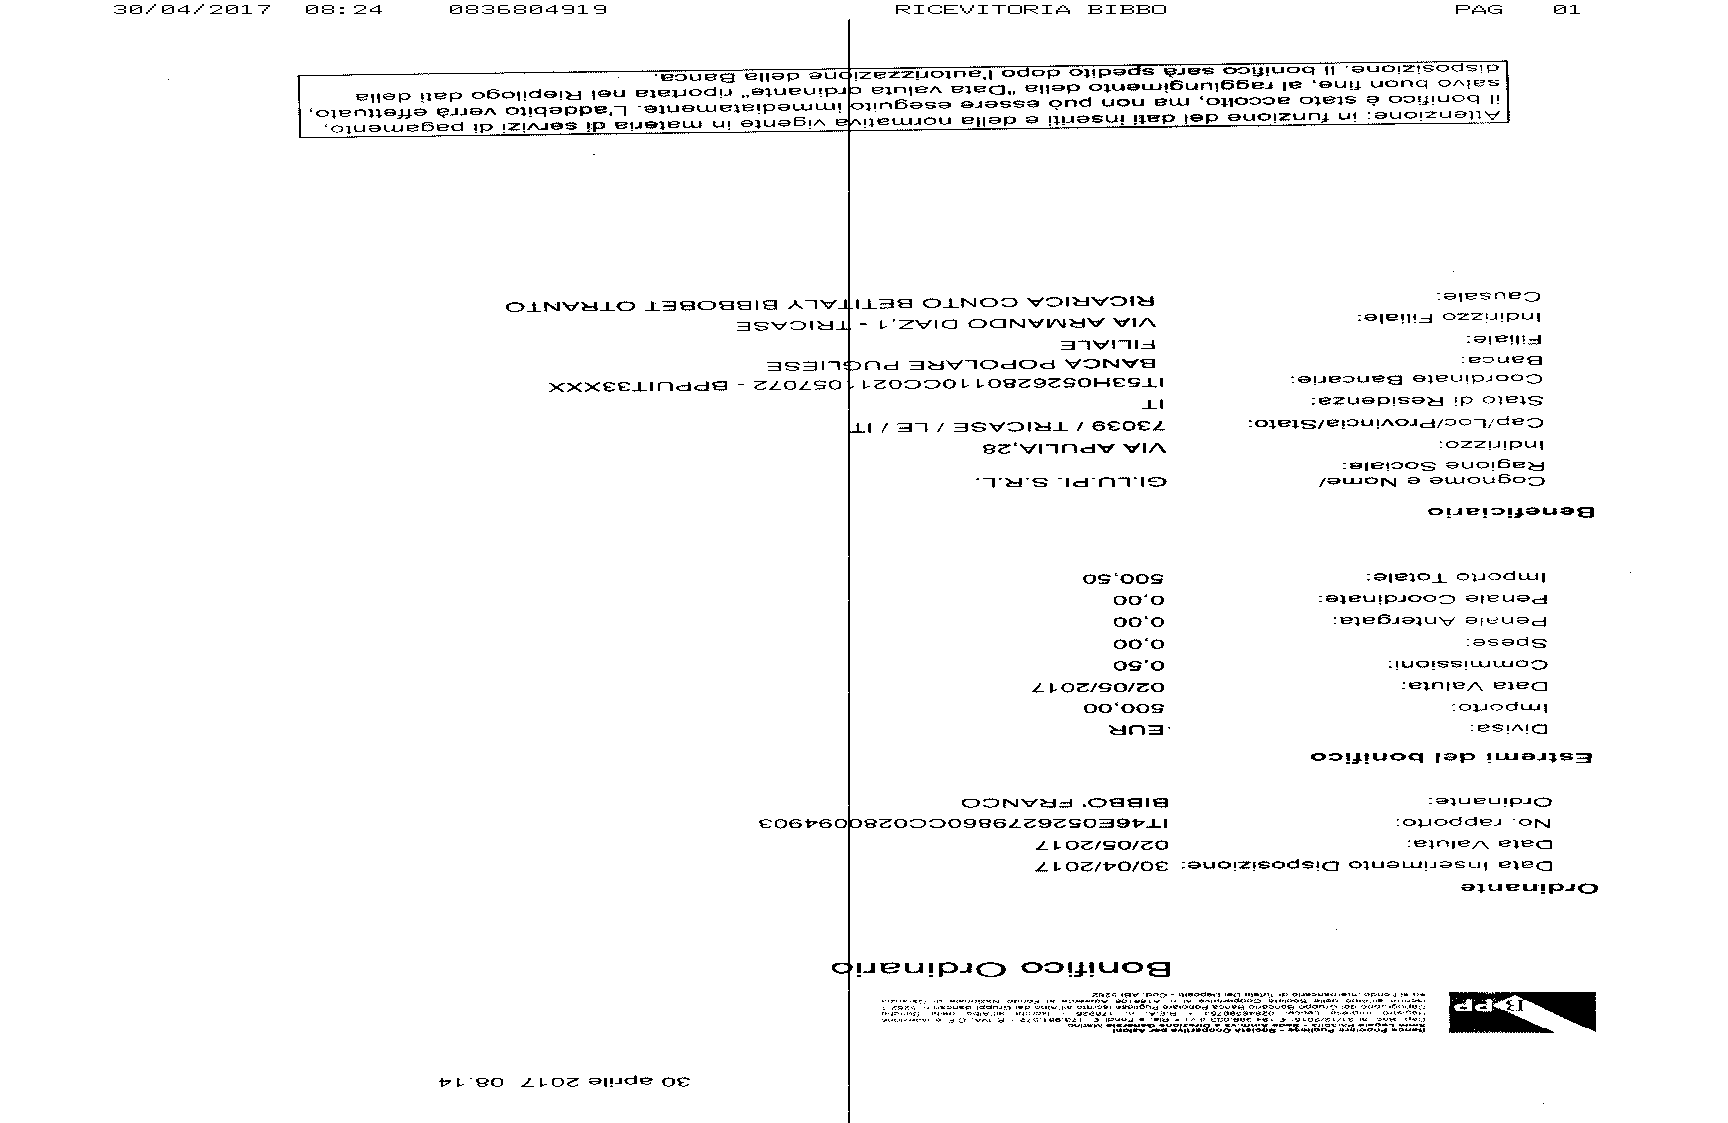 30/04/2017 08:24 0836804919 RICEVITORIA BIBBO PAG 01
30 aprile 2017 08.14
BPP
Banca Popolare Pugliese - Società Cooperativa per Azioni
Bonifico Ordinario
Ordinante
Data Inserimento Disposizione: 30/04/2017
Data Valuta: 02/05/2017
No. rapporto: IT46E0526279860CC0280094903
Ordinante: BIBBO' FRANCO
Estremi del bonifico
Divisa: EUR
Importo: 500,00
Data Valuta: 02/05/2017
Commissioni: 0,50
Spese: 0,00
Penale Antergata: 0,00
Penale Coordinate: 0,00
Importo Totale: 500,50
Beneficiario
Cognome e Nome/ GI.LU.PI. S.R.L.
Ragione Sociale:
Indirizzo: VIA APULIA,28
Cap/Loc/Provincia/Stato: 73039 / TRICASE / LE / IT
Stato di Residenza: IT
Coordinate Bancarie: IT53H0526280110CC0211057072 - BPPUIT33XXX
Banca: BANCA POPOLARE PUGLIESE
Filiale: FILIALE
Indirizzo Filiale: VIA ARMANDO DIAZ,1 - TRICASE
Causale: RICARICA CONTO BETITALY BIBBOBET OTRANTO
Attenzione: in funzione dei dati inseriti e della normativa vigente in materia di servizi di pagamento,
il bonifico è stato accolto, ma non può essere eseguito immediatamente. L'addebito verrà effettuato,
salvo buon fine, al raggiungimento della "Data valuta ordinante" riportata nel Riepilogo dati della
disposizione. Il bonifico sarà spedito dopo l'autorizzazione della Banca.